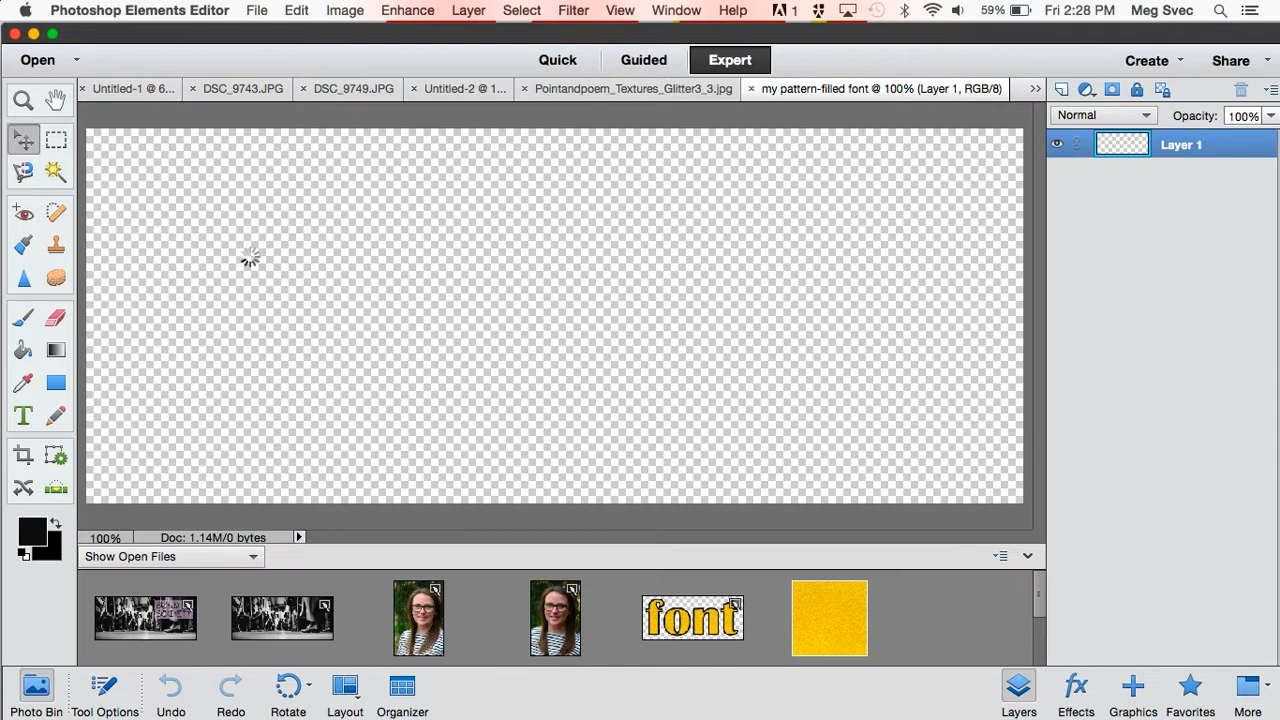 Photoshop Elements Editor File Edit Image Enhance Layer Select Filter View Window Help 1 59% Fri 2:28 PM Meg Svec
Open Quick Guided Expert Create Share
× Untitled-1 @ 6... × DSC_9743.JPG × DSC_9749.JPG × Untitled-2 @ 1... × Pointandpoem_Textures_Glitter3_3.jpg × my pattern-filled font @ 100% (Layer 1, RGB/8) »
Normal Opacity: 100%
Layer 1
T
100% Doc: 1.14M/0 bytes
Show Open Files
font
Photo Bin Tool Options Undo Redo Rotate Layout Organizer Layers Effects Graphics Favorites More